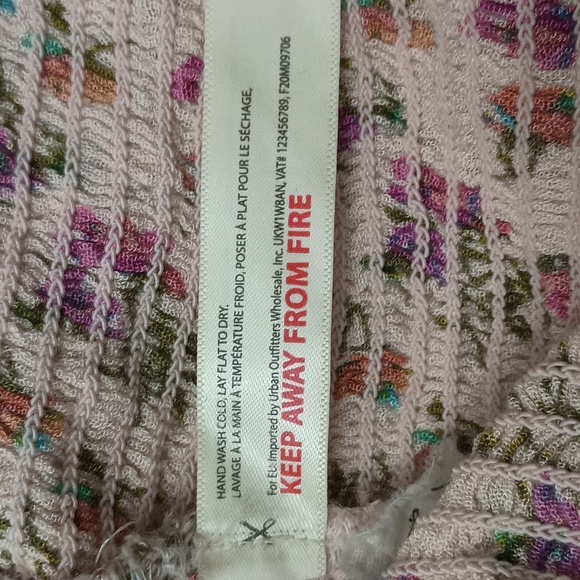 HAND WASH COLD, LAY FLAT TO DRY.
LAVAGE À LA MAIN À TEMPÉRATURE FROID, POSER À PLAT POUR LE SÉCHAGE,
For EU: Imported by Urban Outfitters Wholesale, Inc. UKW1W8AN, VAT# 123456789, F20M09706
KEEP AWAY FROM FIRE